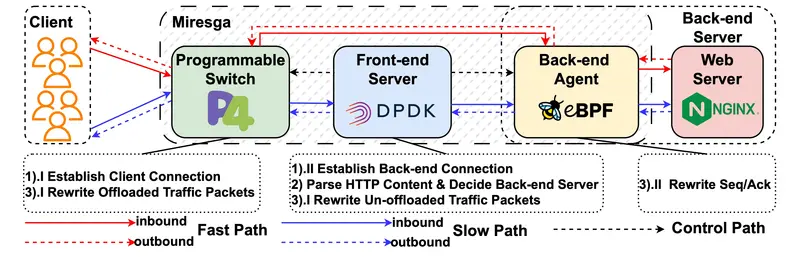 Client
Miresga
Back-end
Server
Programmable
Switch
P4
Front-end
Server
DPDK
Back-end
Agent
eBPF
Web
Server
NGINX
1).I Establish Client Connection
3).I Rewrite Offloaded Traffic Packets
1).II Establish Back-end Connection
2) Parse HTTP Content & Decide Back-end Server
3).I Rewrite Un-offloaded Traffic Packets
3).II Rewrite Seq/Ack
inbound
outbound
Fast Path
inbound
outbound
Slow Path
Control Path